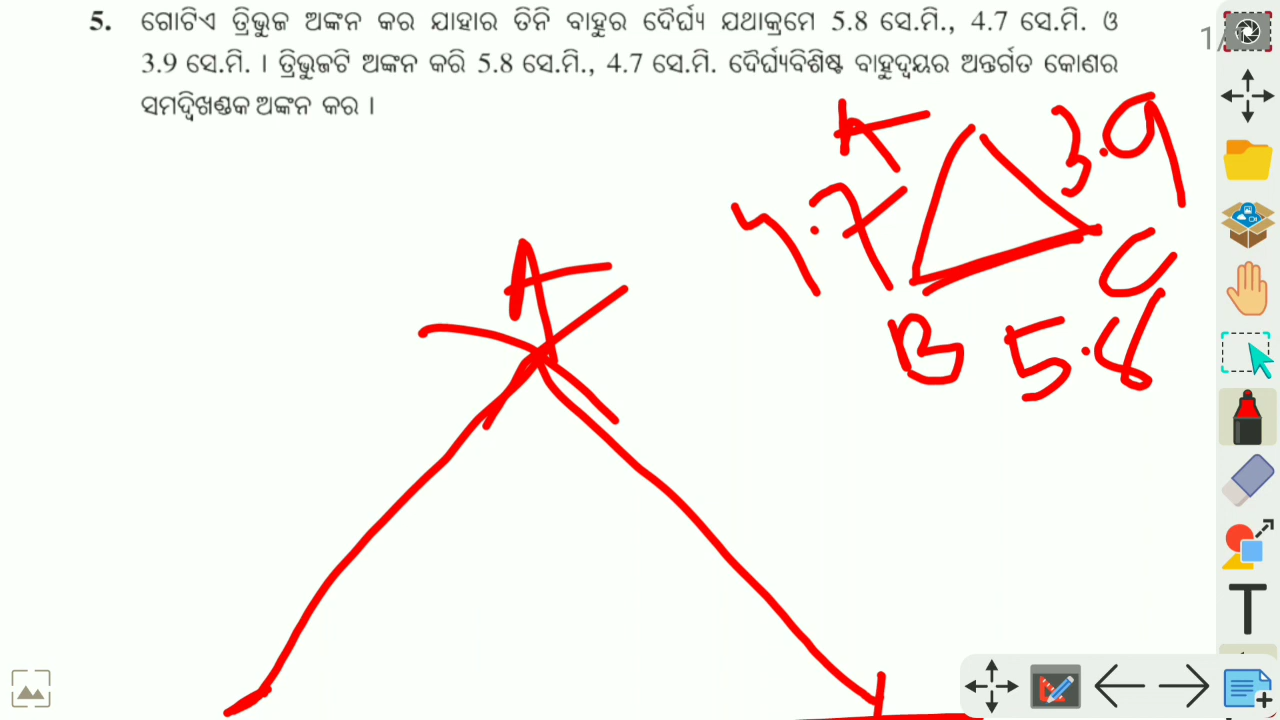 5. ଗୋଟିଏ ତ୍ରିଭୁଜ ଅଙ୍କନ କର ଯାହାର ତିନି ବାହୁର ଦୈର୍ଘ୍ୟ ଯଥାକ୍ରମେ 5.8 ସେ.ମି., 4.7 ସେ.ମି. ଓ
3.9 ସେ.ମି. । ତ୍ରିଭୁଜଟି ଅଙ୍କନ କରି 5.8 ସେ.ମି., 4.7 ସେ.ମି. ଦୈର୍ଘ୍ୟବିଶିଷ୍ଟ ବାହୁଦ୍ୱୟର ଅନ୍ତର୍ଗତ କୋଣର
ସମଦ୍ୱିଖଣ୍ଡକ ଅଙ୍କନ କର ।
A
3.9
4.7
C
B
5.8
A